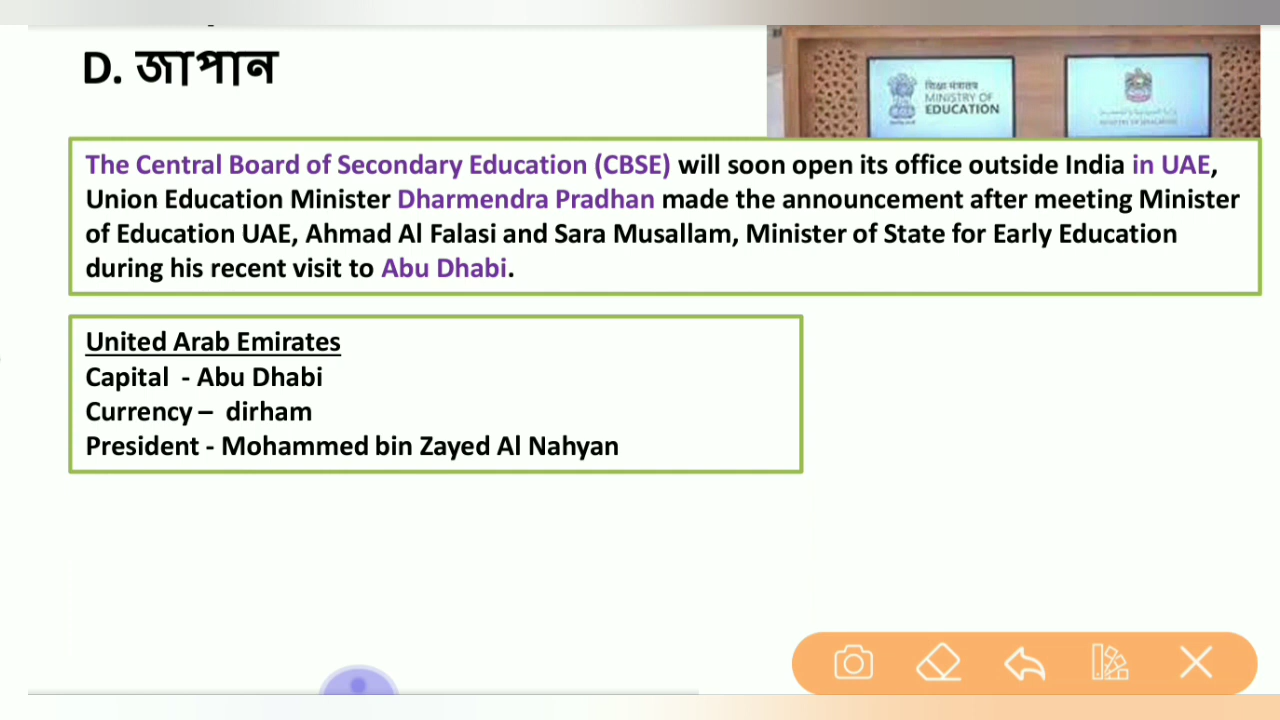 D. জাপান
शिक्षा मंत्रालय
MINISTRY OF
EDUCATION
The Central Board of Secondary Education (CBSE) will soon open its office outside India in UAE,
Union Education Minister Dharmendra Pradhan made the announcement after meeting Minister
of Education UAE, Ahmad Al Falasi and Sara Musallam, Minister of State for Early Education
during his recent visit to Abu Dhabi.
United Arab Emirates
Capital - Abu Dhabi
Currency – dirham
President - Mohammed bin Zayed Al Nahyan